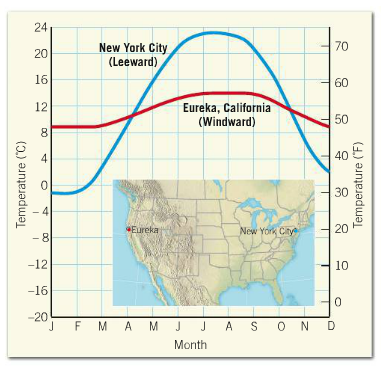 24
20
16
12
8
4
0
-4
-8
-12
-16
-20
Temperature (°C)
70
60
50
40
30
20
10
0
Temperature (°F)
New York City
(Leeward)
Eureka, California
(Windward)
Eureka
New York City
J F M A M J J A S O N D
Month